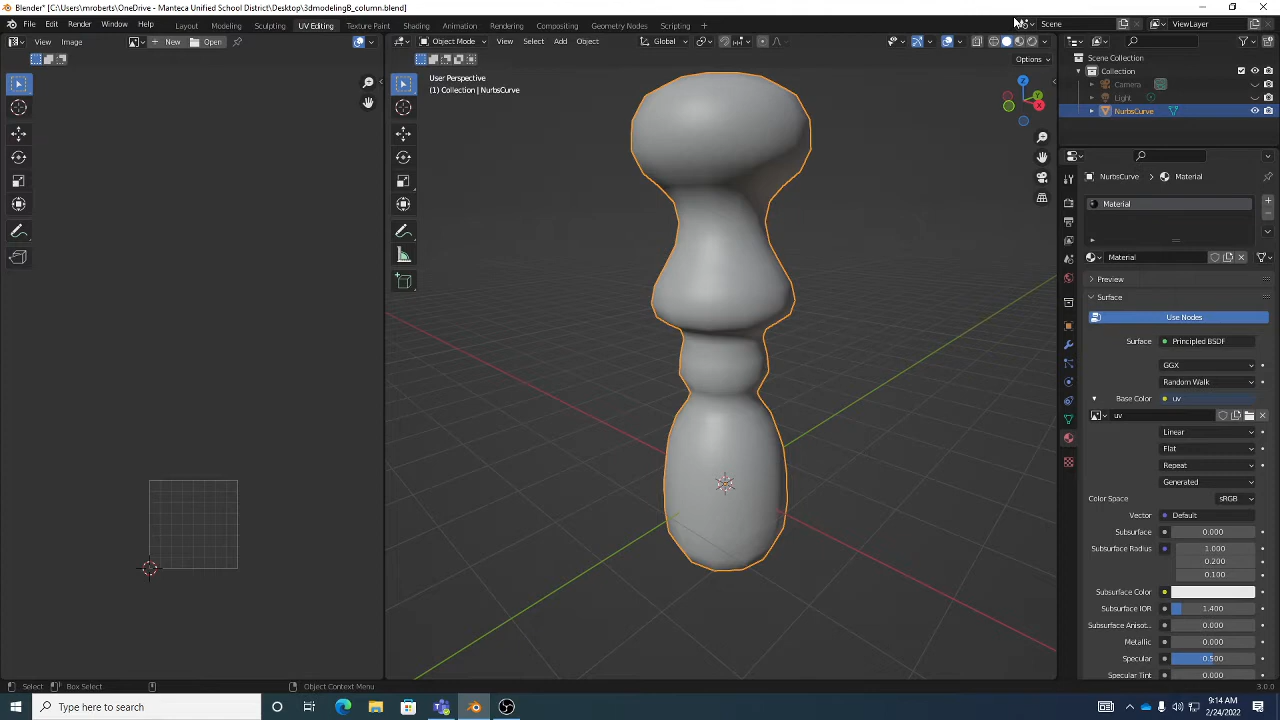 Blender* [C:\Users\mroberts\OneDrive - Manteca Unified School District\Desktop\3dmodeling8_column.blend]
File Edit Render Window Help Layout Modeling Sculpting UV Editing Texture Paint Shading Animation Rendering Compositing Geometry Nodes Scripting Scene ViewLayer
View Image New Open Object Mode View Select Add Object Global
Options
User Perspective
(1) Collection | NurbsCurve
Z
Y
X
Scene Collection
Collection
Camera
Light
NurbsCurve
NurbsCurve > Material
Material
Material
Preview
Surface
Use Nodes
Surface Principled BSDF
GGX
Random Walk
Base Color uv
uv
Linear
Flat
Repeat
Generated
Color Space sRGB
Vector Default
Subsurface 0.000
Subsurface Radius 1.000
0.200
0.100
Subsurface Color
Subsurface IOR 1.400
Subsurface Anisot... 0.000
Metallic 0.000
Specular 0.500
Specular Tint 0.000
Select Box Select Object Context Menu 3.0.0
Type here to search
9:14 AM
2/24/2022